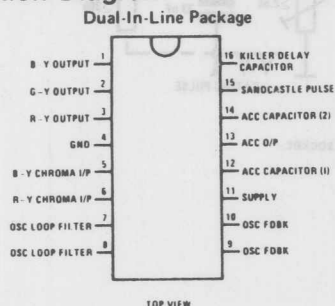 Dual-In-Line Package
B-Y OUTPUT 1
G-Y OUTPUT 2
R-Y OUTPUT 3
GND 4
B-Y CHROMA I/P 5
R-Y CHROMA I/P 6
OSC LOOP FILTER 7
OSC LOOP FILTER 8
16 KILLER DELAY
CAPACITOR
15 SANDCASTLE PULSE
14 ACC CAPACITOR (2)
13 ACC O/P
12 ACC CAPACITOR (1)
11 SUPPLY
10 OSC FDBK
9 OSC FDBK
TOP VIEW